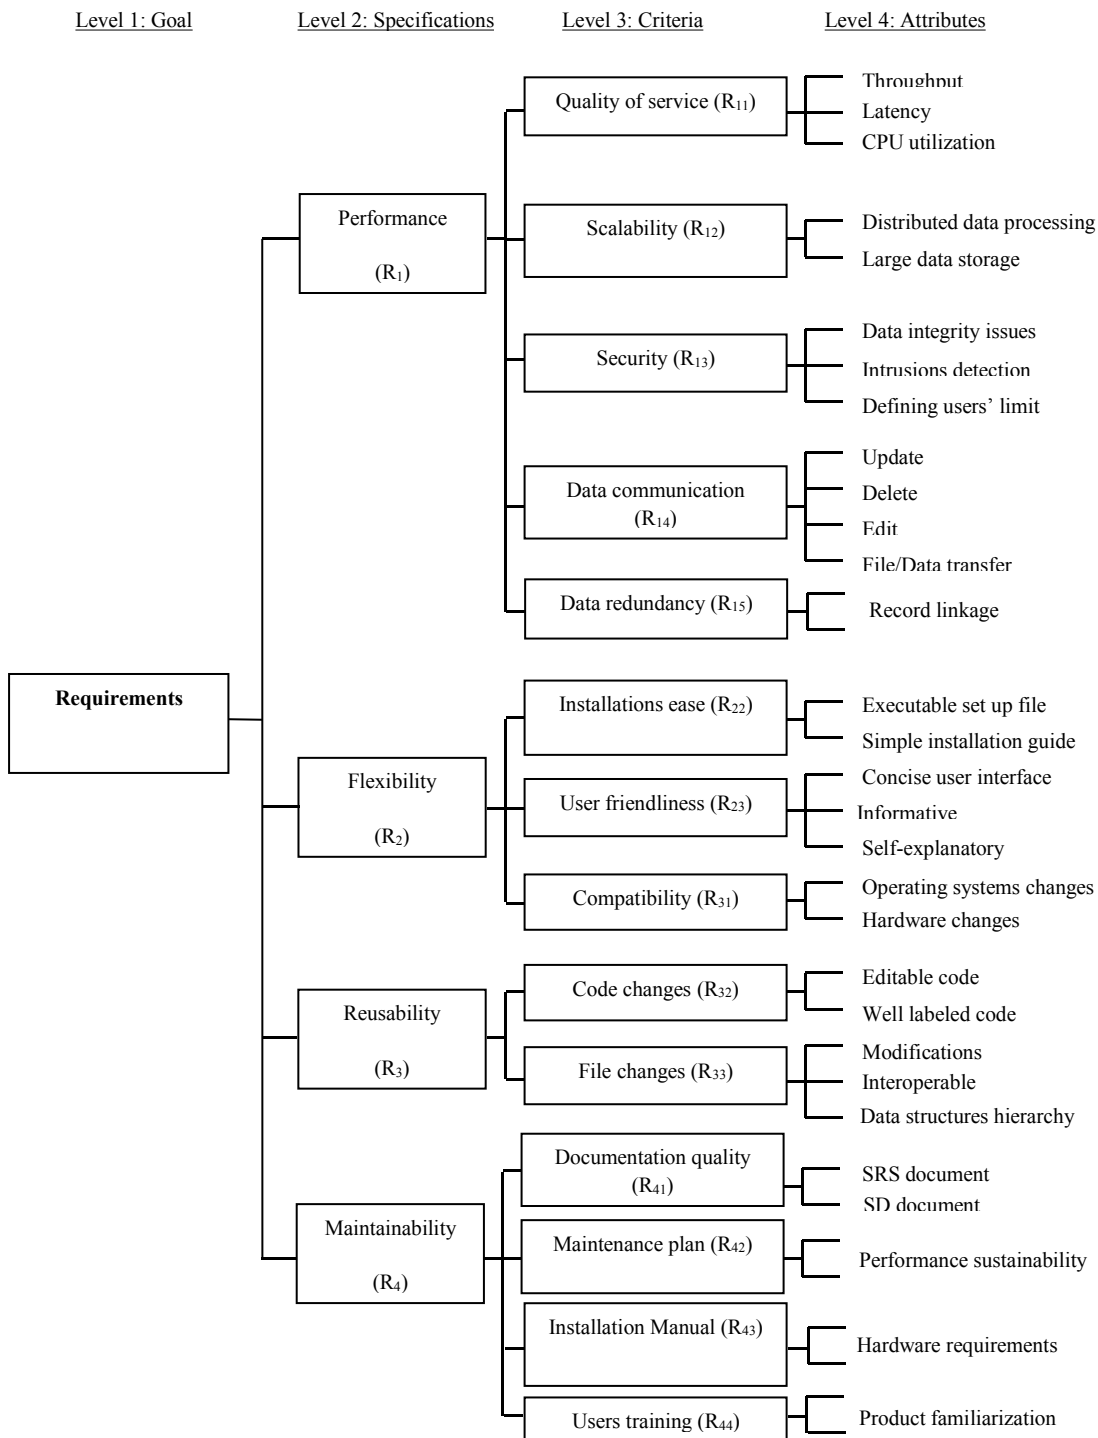 Level 1: Goal
Level 2: Specifications
Level 3: Criteria
Level 4: Attributes
Requirements
Performance
(R₁)
Quality of service (R₁₁)
Throughput
Latency
CPU utilization
Scalability (R₁₂)
Distributed data processing
Large data storage
Security (R₁₃)
Data integrity issues
Intrusions detection
Defining users’ limit
Data communication
(R₁₄)
Update
Delete
Edit
File/Data transfer
Data redundancy (R₁₅)
Record linkage
Flexibility
(R₂)
Installations ease (R₂₂)
Executable set up file
Simple installation guide
User friendliness (R₂₃)
Concise user interface
Informative
Self-explanatory
Compatibility (R₃₁)
Operating systems changes
Hardware changes
Reusability
(R₃)
Code changes (R₃₂)
Editable code
Well labeled code
File changes (R₃₃)
Modifications
Interoperable
Data structures hierarchy
Maintainability
(R₄)
Documentation quality
(R₄₁)
SRS document
SD document
Maintenance plan (R₄₂)
Performance sustainability
Installation Manual (R₄₃)
Hardware requirements
Users training (R₄₄)
Product familiarization